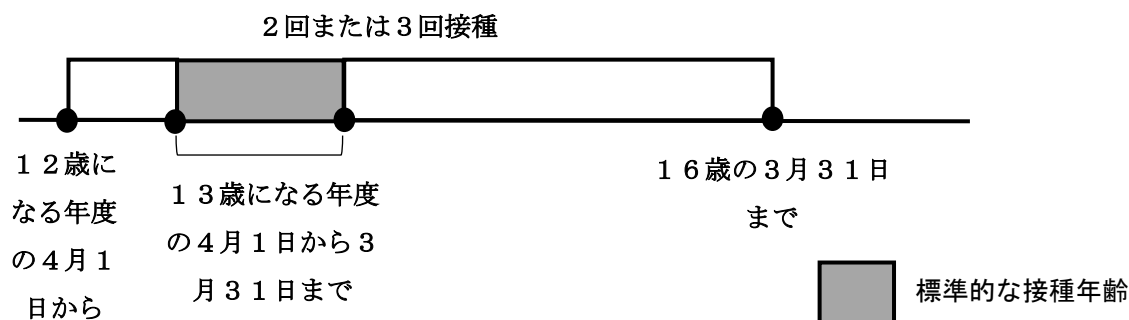 ２回または３回接種
１２歳に
なる年度
の４月１
日から
１３歳になる年度
の４月１日から３
月３１日まで
１６歳の３月３１日
まで
標準的な接種年齢